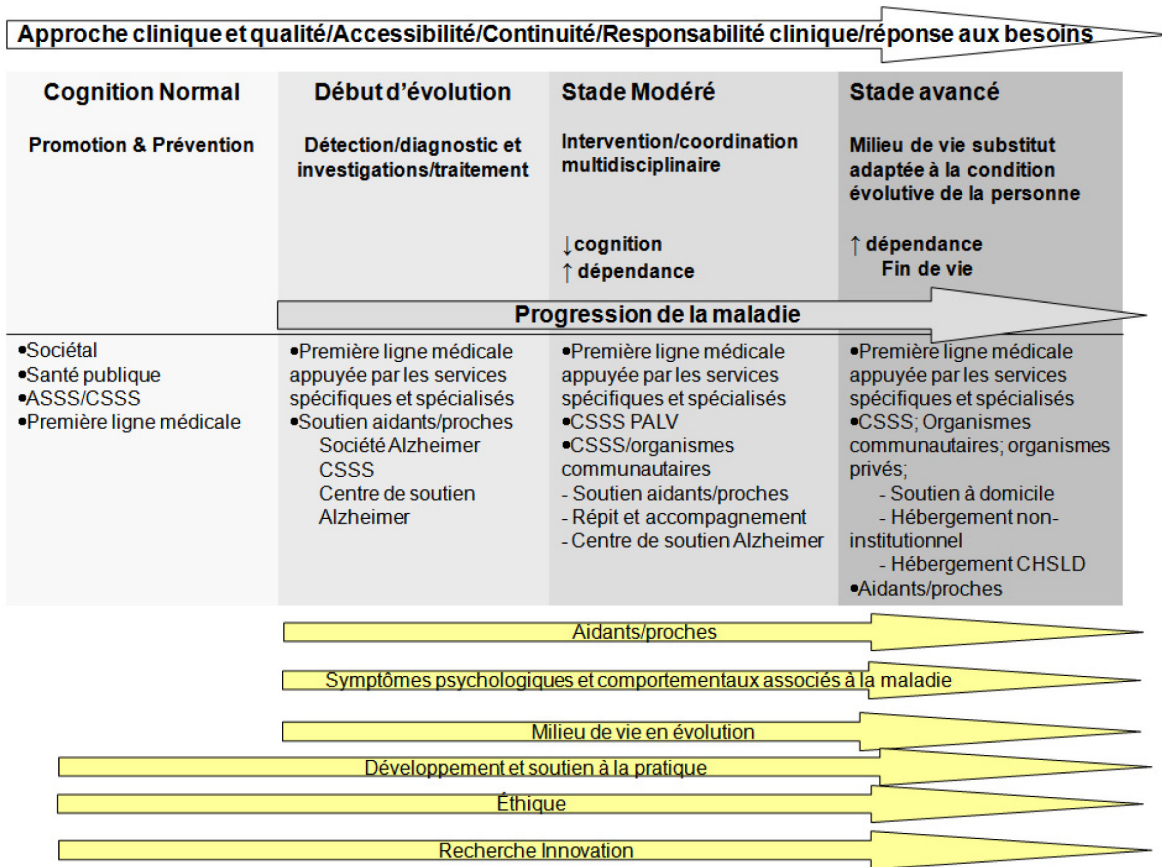 Approche clinique et qualité/Accessibilité/Continuité/Responsabilité clinique/réponse aux besoins
Cognition Normal
Promotion & Prévention
Début d'évolution
Détection/diagnostic et
investigations/traitement
Stade Modéré
Intervention/coordination
multidisciplinaire
↓cognition
↑ dépendance
Stade avancé
Milieu de vie substitut
adaptée à la condition
évolutive de la personne
↑ dépendance
Fin de vie
Progression de la maladie
•Sociétal
•Santé publique
•ASSS/CSSS
•Première ligne médicale
•Première ligne médicale
appuyée par les services
spécifiques et spécialisés
•Soutien aidants/proches
Société Alzheimer
CSSS
Centre de soutien
Alzheimer
•Première ligne médicale
appuyée par les services
spécifiques et spécialisés
•CSSS PALV
•CSSS/organismes
communautaires
- Soutien aidants/proches
- Répit et accompagnement
- Centre de soutien Alzheimer
•Première ligne médicale
appuyée par les services
spécifiques et spécialisés
•CSSS; Organismes
communautaires; organismes
privés;
- Soutien à domicile
- Hébergement non-
institutionnel
- Hébergement CHSLD
•Aidants/proches
Aidants/proches
Symptômes psychologiques et comportementaux associés à la maladie
Milieu de vie en évolution
Développement et soutien à la pratique
Éthique
Recherche Innovation